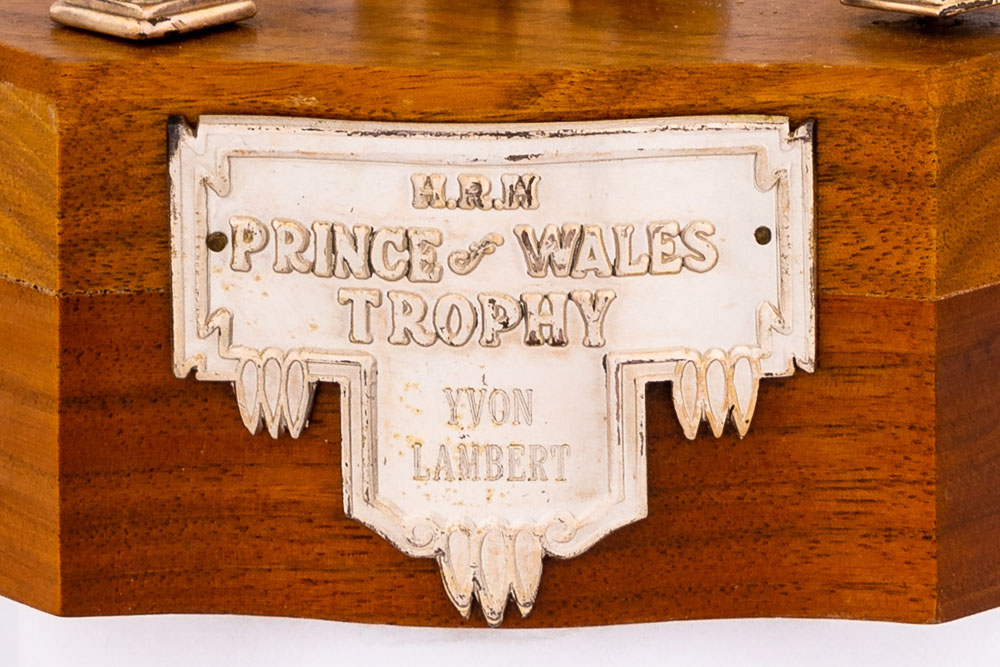 H.R.H
PRINCE of WALES
TROPHY
YVON
LAMBERT